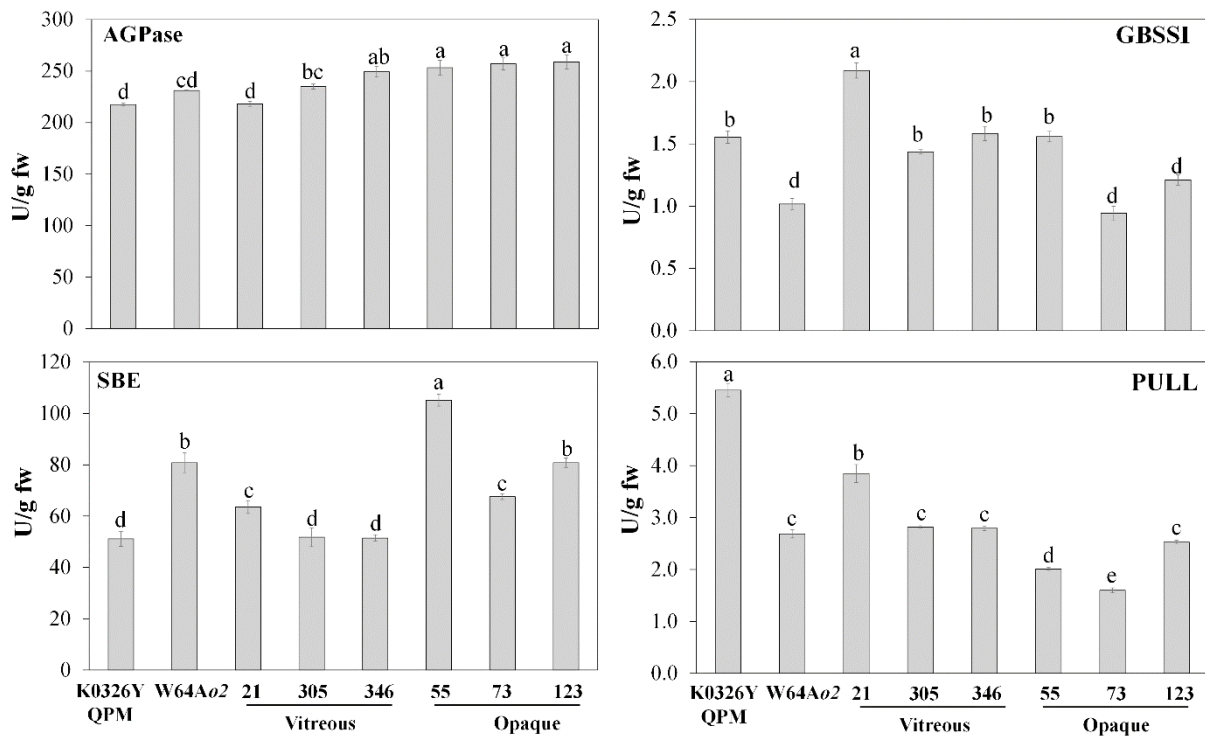 AGPase
U/g fw
300
250
200
150
100
50
0
d cd d bc ab a a a
GBSSI
U/g fw
2.5
2.0
1.5
1.0
0.5
0.0
b d a b b b d d
SBE
U/g fw
120
100
80
60
40
20
0
d b c d d a c b
K0326Y QPM W64Ao2 21 305 346 55 73 123
Vitreous Opaque
PULL
U/g fw
6.0
5.0
4.0
3.0
2.0
1.0
0.0
a c b c c d e c
K0326Y QPM W64Ao2 21 305 346 55 73 123
Vitreous Opaque